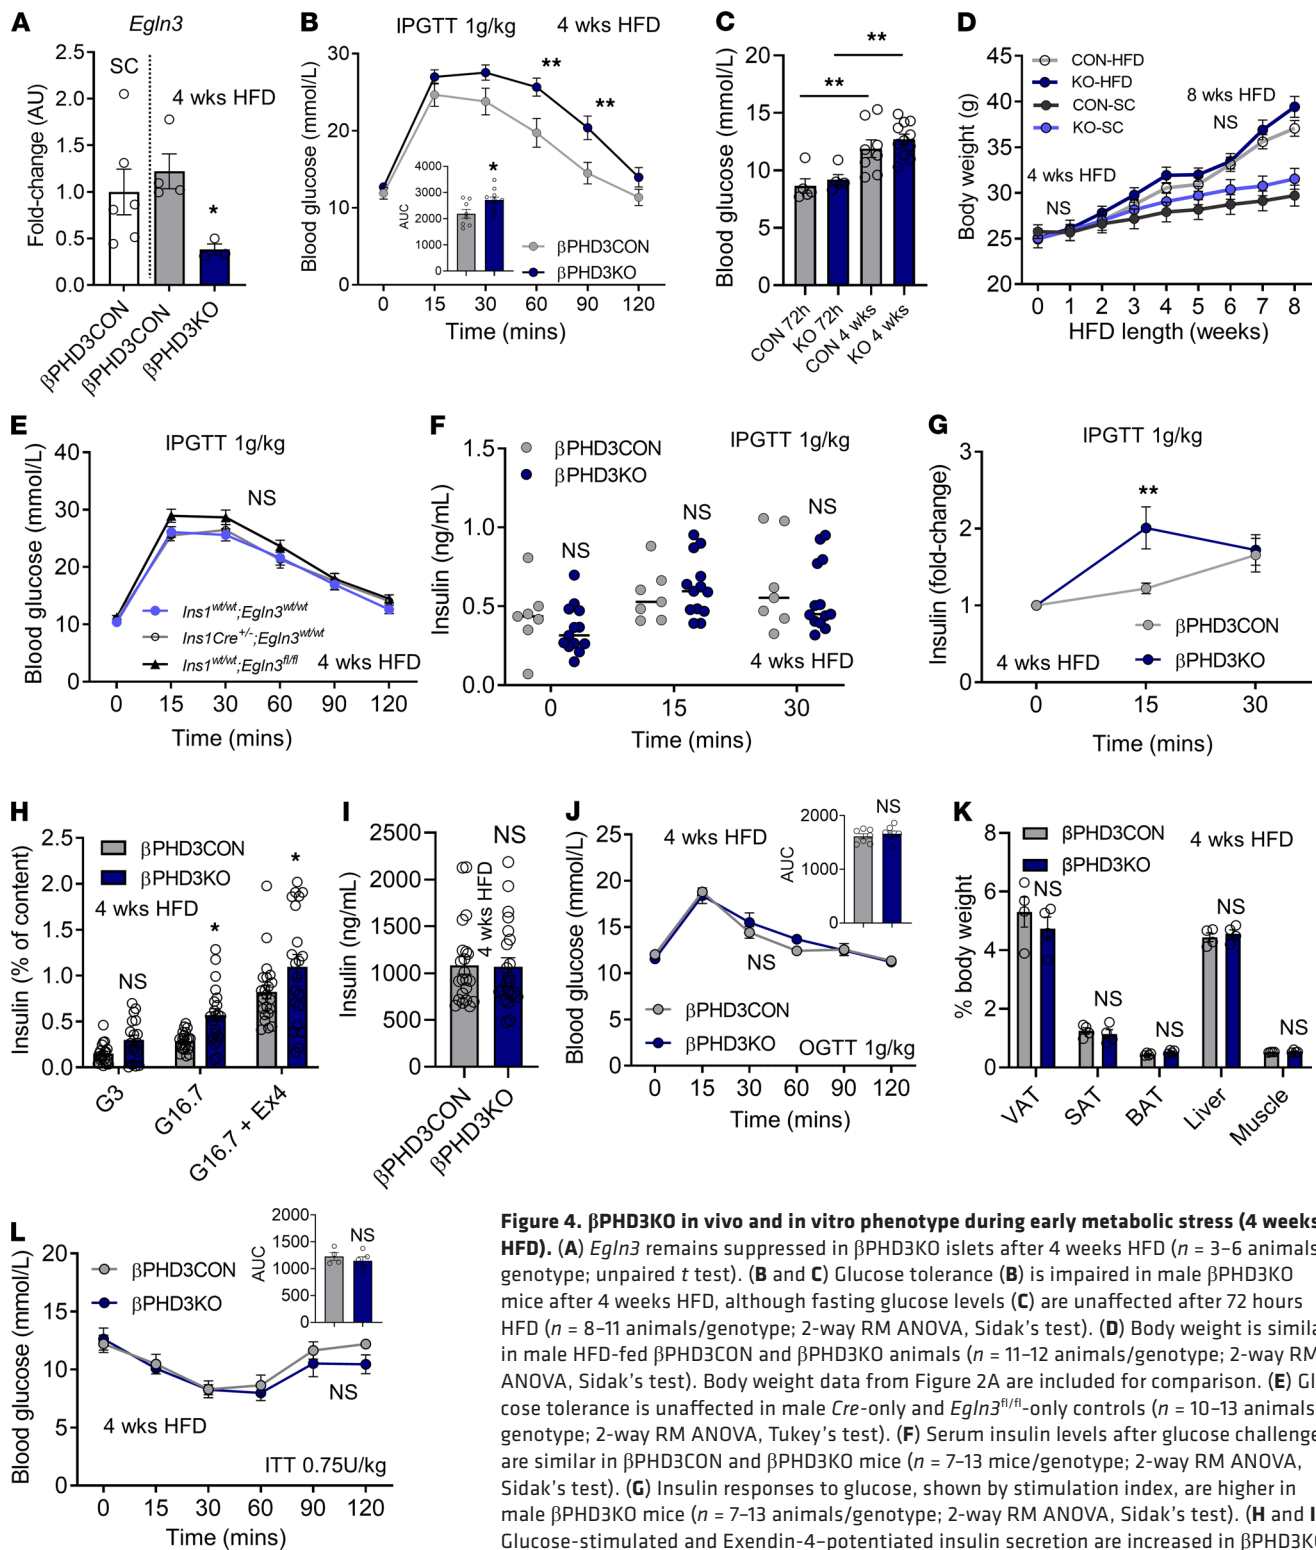 A
Egln3
2.5
2.0
1.5
1.0
0.5
0.0
Fold-change (AU)
SC
4 wks HFD
*
βPHD3CON
βPHD3CON
βPHD3KO
B
IPGTT 1g/kg
4 wks HFD
30
20
10
0
Blood glucose (mmol/L)
**
**
4000
3000
2000
1000
0
AUC
*
βPHD3CON
βPHD3KO
0 15 30 60 90 120
Time (mins)
C
20
15
10
5
0
Blood glucose (mmol/L)
**
**
CON 72h
KO 72h
CON 4 wks
KO 4 wks
D
45
40
35
30
25
20
Body weight (g)
CON-HFD
KO-HFD
CON-SC
KO-SC
8 wks HFD
NS
4 wks HFD
NS
0 1 2 3 4 5 6 7 8
HFD length (weeks)
E
IPGTT 1g/kg
40
30
20
10
0
Blood glucose (mmol/L)
NS
Ins1wt/wt;Egln3wt/wt
Ins1Cre+/-;Egln3wt/wt
Ins1wt/wt;Egln3fl/fl
4 wks HFD
0 15 30 60 90 120
Time (mins)
F
IPGTT 1g/kg
1.5
1.0
0.5
0.0
Insulin (ng/mL)
βPHD3CON
βPHD3KO
NS
NS
NS
4 wks HFD
0 15 30
Time (mins)
G
IPGTT 1g/kg
3
2
1
0
Insulin (fold-change)
**
βPHD3CON
βPHD3KO
4 wks HFD
0 15 30
Time (mins)
H
2.5
2.0
1.5
1.0
0.5
0.0
Insulin (% of content)
βPHD3CON
βPHD3KO
4 wks HFD
NS
*
*
G3
G16.7
G16.7 + Ex4
I
2500
2000
1500
1000
500
0
Insulin (ng/mL)
4 wks HFD
NS
βPHD3CON
βPHD3KO
J
25
20
15
10
5
0
Blood glucose (mmol/L)
4 wks HFD
2000
1000
0
AUC
NS
NS
βPHD3CON
βPHD3KO
OGTT 1g/kg
0 15 30 60 90 120
Time (mins)
K
8
6
4
2
0
% body weight
βPHD3CON
βPHD3KO
4 wks HFD
NS
NS
NS
NS
NS
VAT
SAT
BAT
Liver
Muscle
L
20
15
10
5
0
Blood glucose (mmol/L)
βPHD3CON
βPHD3KO
2000
1500
1000
500
0
AUC
NS
NS
4 wks HFD
ITT 0.75U/kg
0 15 30 60 90 120
Time (mins)
Figure 4. βPHD3KO in vivo and in vitro phenotype during early metabolic stress (4 weeks
HFD). (A) Egln3 remains suppressed in βPHD3KO islets after 4 weeks HFD (n = 3–6 animals
genotype; unpaired t test). (B and C) Glucose tolerance (B) is impaired in male βPHD3KO
mice after 4 weeks HFD, although fasting glucose levels (C) are unaffected after 72 hours
HFD (n = 8–11 animals/genotype; 2-way RM ANOVA, Sidak's test). (D) Body weight is simila
in male HFD-fed βPHD3CON and βPHD3KO animals (n = 11–12 animals/genotype; 2-way RM
ANOVA, Sidak's test). Body weight data from Figure 2A are included for comparison. (E) Gl
cose tolerance is unaffected in male Cre-only and Egln3fl/fl-only controls (n = 10–13 animals
genotype; 2-way RM ANOVA, Tukey's test). (F) Serum insulin levels after glucose challenge
are similar in βPHD3CON and βPHD3KO mice (n = 7–13 mice/genotype; 2-way RM ANOVA,
Sidak's test). (G) Insulin responses to glucose, shown by stimulation index, are higher in
male βPHD3KO mice (n = 7–13 animals/genotype; 2-way RM ANOVA, Sidak's test). (H and I
Glucose-stimulated and Exendin-4–potentiated insulin secretion are increased in βPHD3K